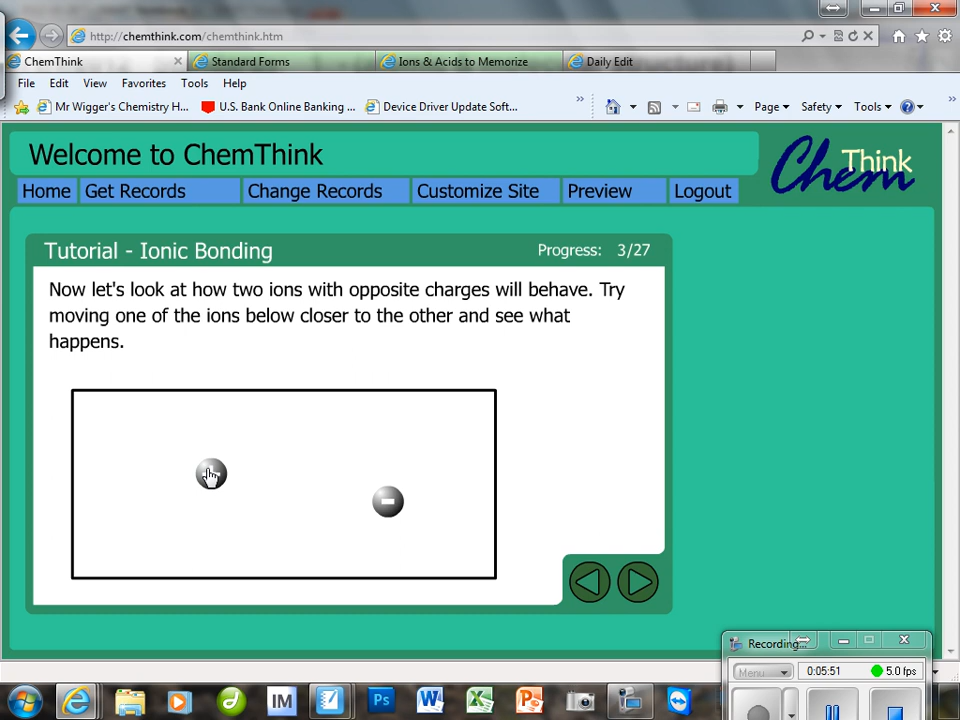 http://chemthink.com/chemthink.htm
ChemThink
Standard Forms
Ions & Acids to Memorize
Daily Edit
File Edit View Favorites Tools Help
Mr Wigger's Chemistry H...
U.S. Bank Online Banking ...
Device Driver Update Soft...
Page Safety Tools
Welcome to ChemThink
Chem Think
Home Get Records Change Records Customize Site Preview Logout
Tutorial - Ionic Bonding
Progress: 3/27
Now let's look at how two ions with opposite charges will behave. Try
moving one of the ions below closer to the other and see what
happens.
Recording...
Menu
0:05:51
5.0 fps
IM
Ps